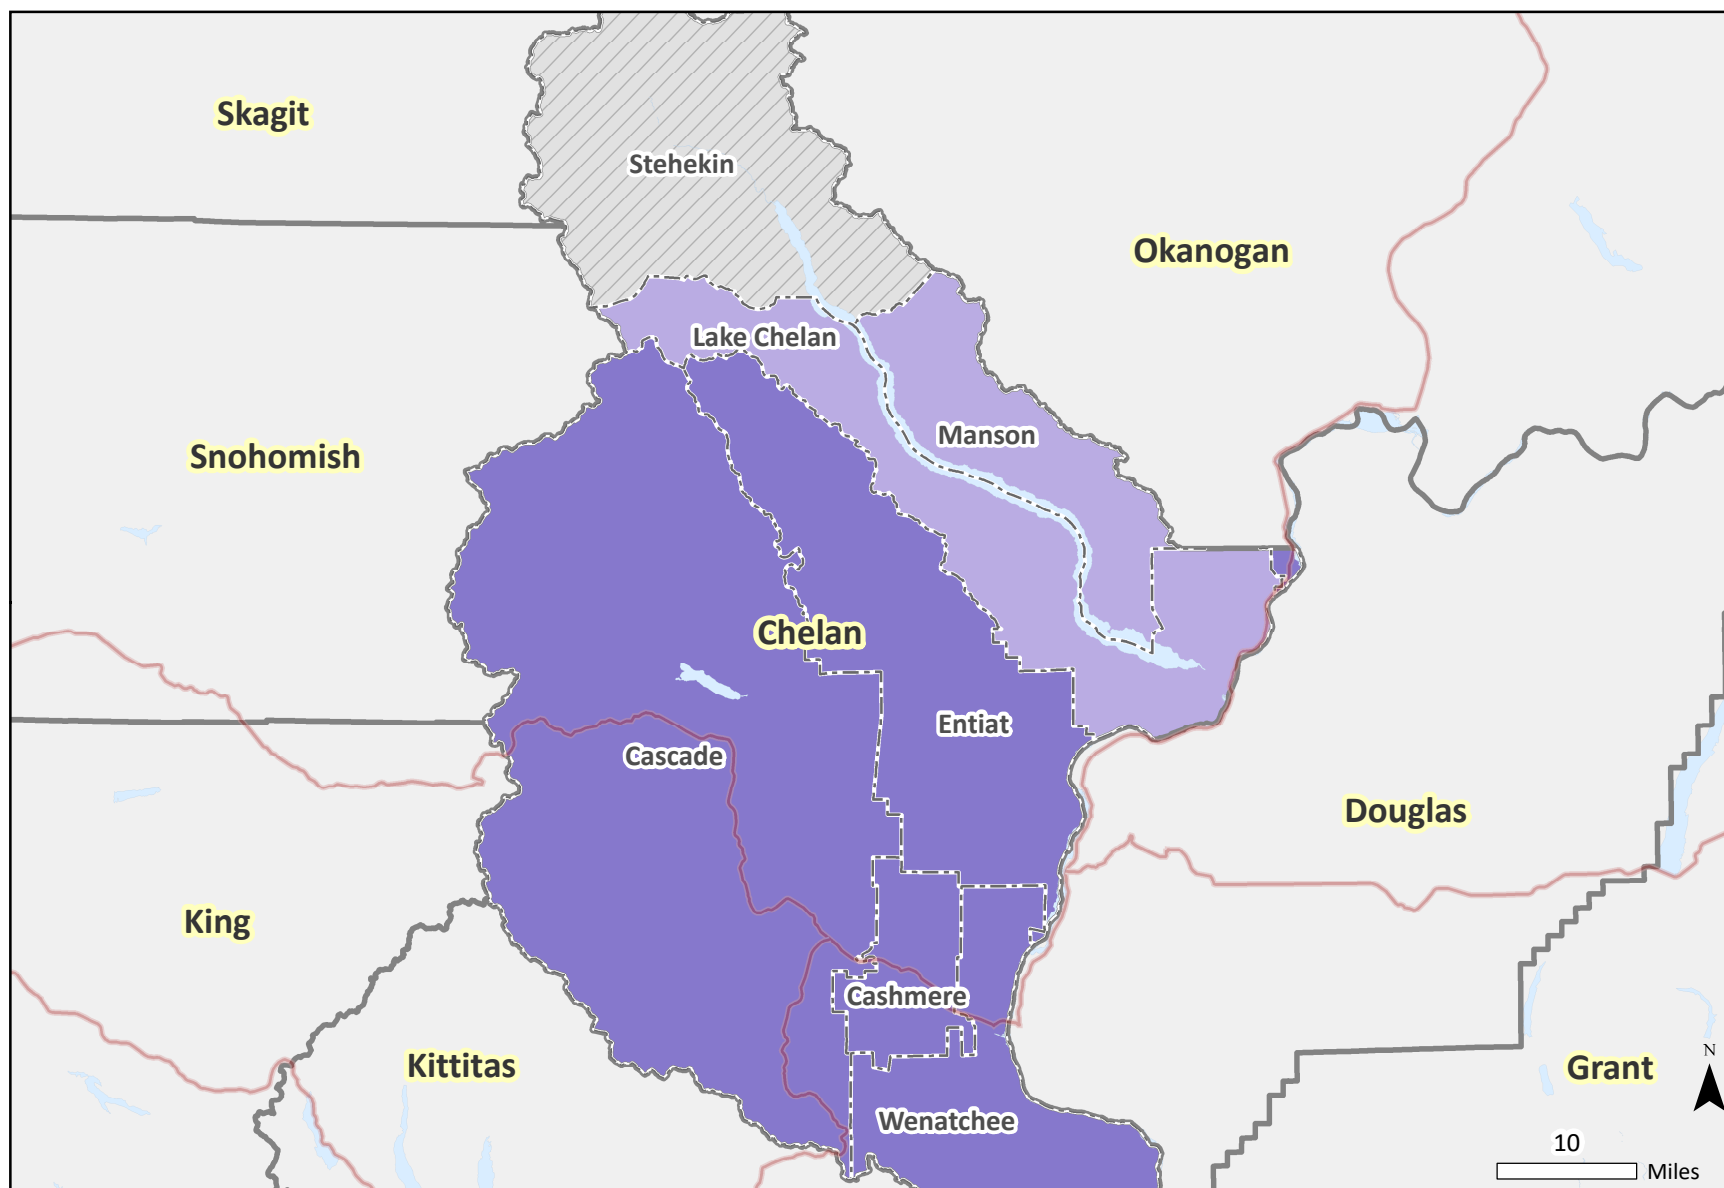 Skagit
Stehekin
Okanogan
Lake Chelan
Manson
Snohomish
Chelan
Entiat
Cascade
Douglas
King
Cashmere
Kittitas
Grant
Wenatchee
N
10
Miles